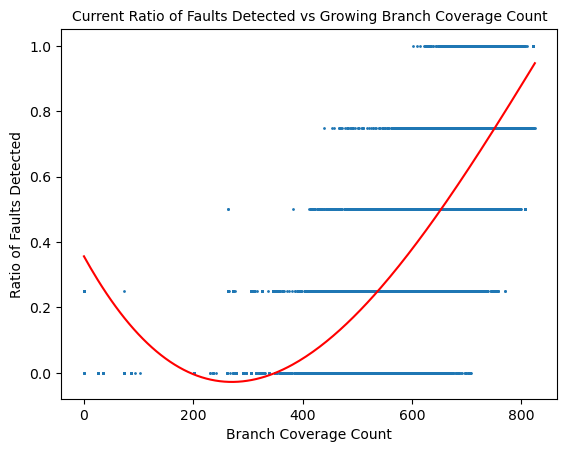 Current Ratio of Faults Detected vs Growing Branch Coverage Count
1.0
0.8
0.6
0.4
0.2
0.0
Ratio of Faults Detected
0 200 400 600 800
Branch Coverage Count